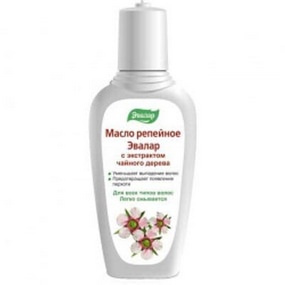 Эвалар
Масло репейное
Эвалар
с экстрактом
чайного дерева
Уменьшает выпадение волос
Предотвращает появление
перхоти
Для всех типов волос
Легко смывается